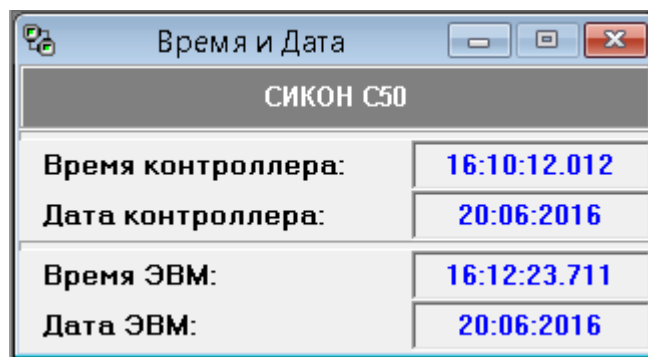 Время и Дата
СИКОН С50
Время контроллера: 16:10:12.012
Дата контроллера: 20:06:2016
Время ЭВМ: 16:12:23.711
Дата ЭВМ: 20:06:2016